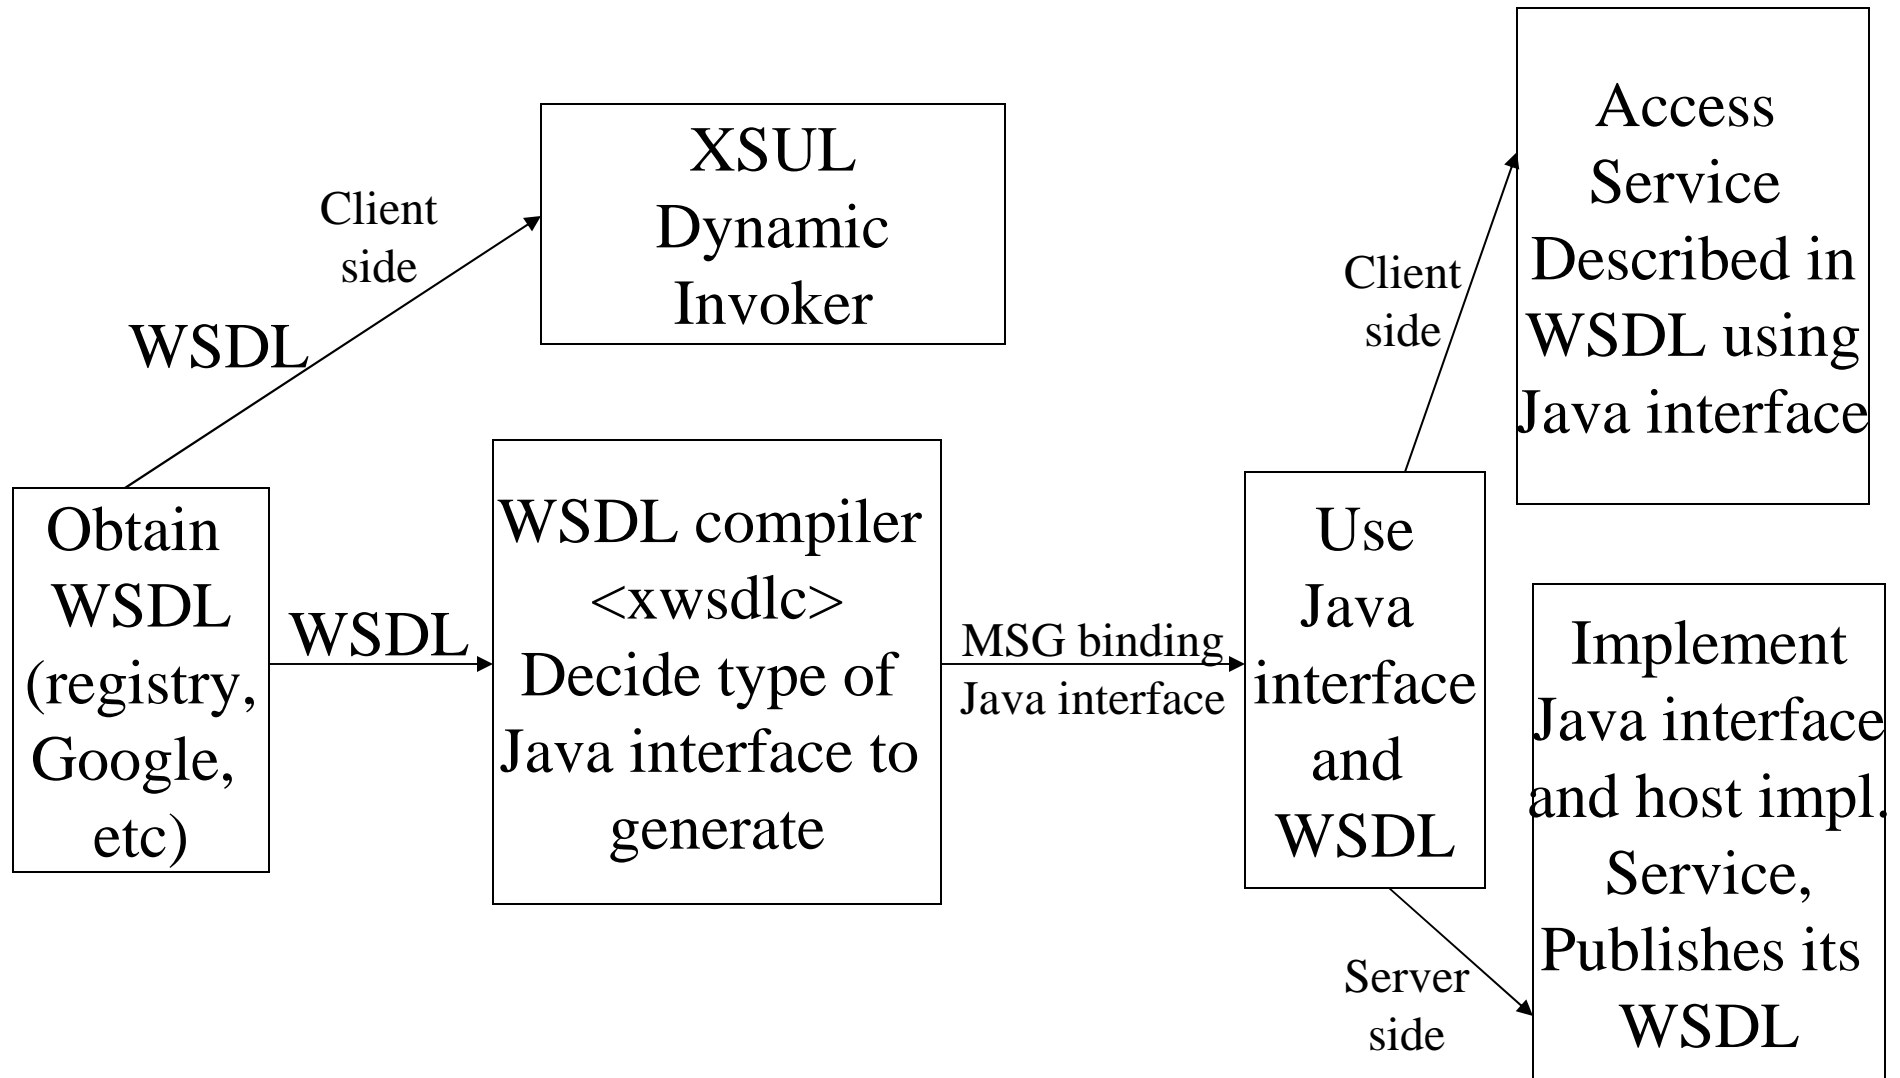 Obtain
WSDL
(registry,
Google,
etc)
WSDL
Client
side
XSUL
Dynamic
Invoker
WSDL
WSDL compiler
<xwsdlc>
Decide type of
Java interface to
generate
MSG binding
Java interface
Use
Java
interface
and
WSDL
Client
side
Access
Service
Described in
WSDL using
Java interface
Server
side
Implement
Java interface
and host impl.
Service,
Publishes its
WSDL